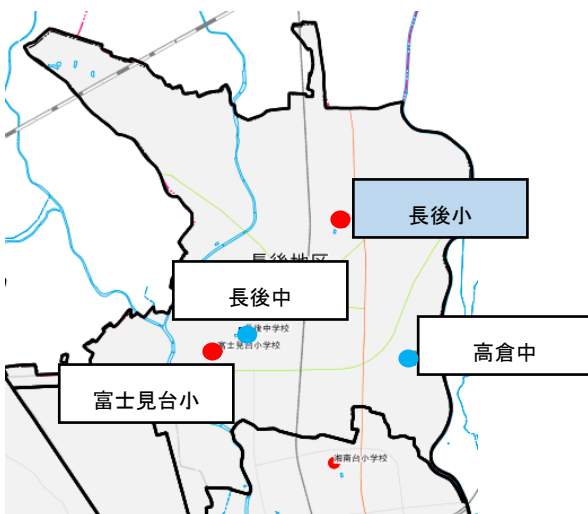 長後小
長後地区
長後中
長後中学校
富士見台小学校
高倉中
富士見台小
湘南台小学校